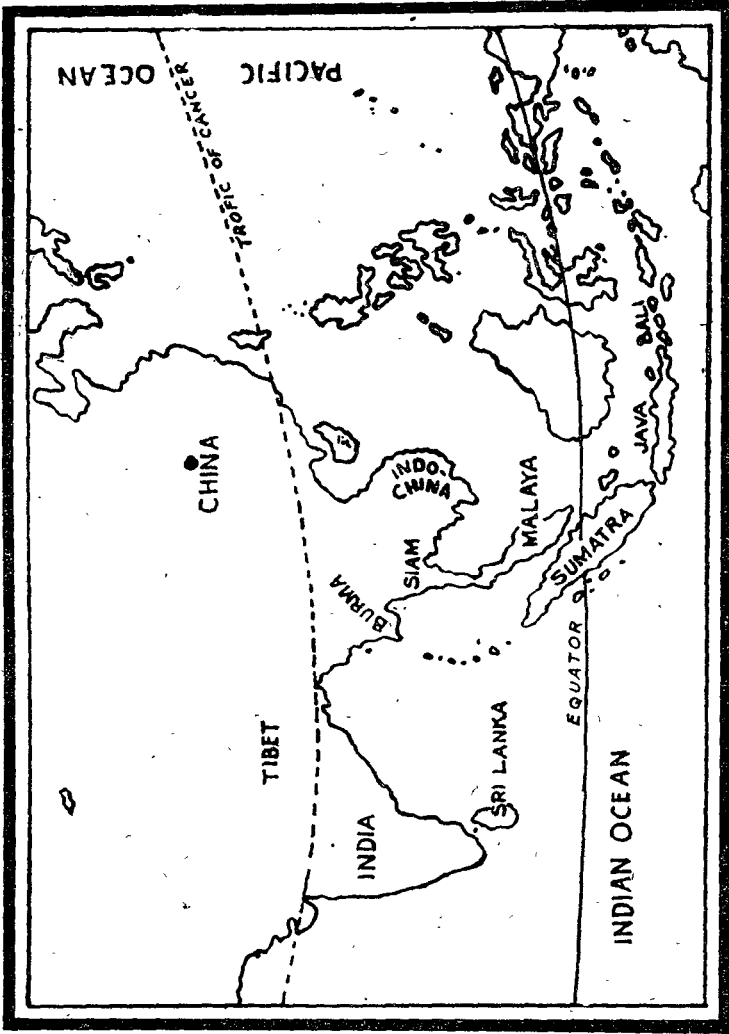 CHINA
TIBET
PACIFIC
OCEAN
TROFIC OF CANCER
INDIA
BURMA
SIAM
INDO-
CHINA
SRI LANKA
MALAYA
EQUATOR
SUMATRA
INDIAN OCEAN
JAVA
BALI